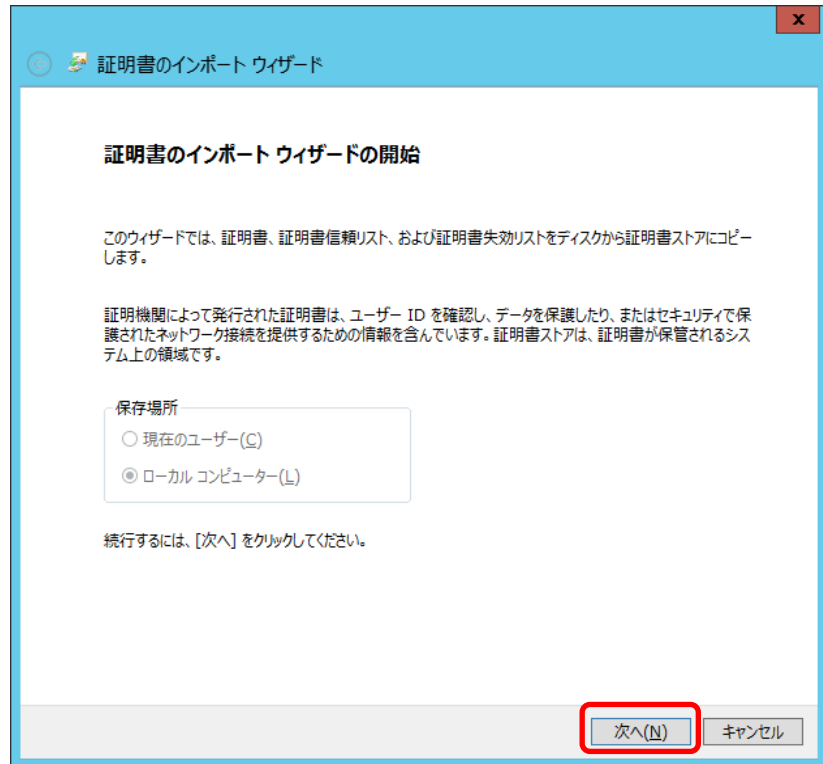 x
証明書のインポート ウィザード
証明書のインポート ウィザードの開始
このウィザードでは、証明書、証明書信頼リスト、および証明書失効リストをディスクから証明書ストアにコピー
します。
証明機関によって発行された証明書は、ユーザー ID を確認し、データを保護したり、またはセキュリティで保
護されたネットワーク接続を提供するための情報を含んでいます。証明書ストアは、証明書が保管されるシス
テム上の領域です。
保存場所
現在のユーザー(C)
ローカル コンピューター(L)
続行するには、[次へ] をクリックしてください。
次へ(N) キャンセル